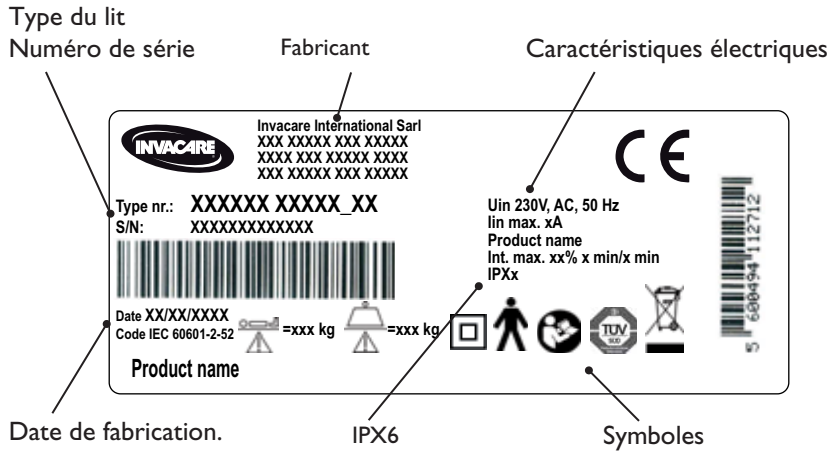 Type du lit
Numéro de série
Fabricant
Caractéristiques électriques
INVACARE
Invacare International Sarl
XXX XXXXX XXX XXXXX
XXXX XXX XXXXX XXXX
XXX XXXXX XXX XXXXX
CE
Type nr.: XXXXXX XXXXX_XX
S/N: XXXXXXXXXXXXX
Uin 230V, AC, 50 Hz
Iin max. xA
Product name
Int. max. xx% x min/x min
IPXx
Date XX/XX/XXXX
Code IEC 60601-2-52
=xxx kg
=xxx kg
TÜV
SÜD
5 600494 112712
Product name
Date de fabrication.
IPX6
Symboles